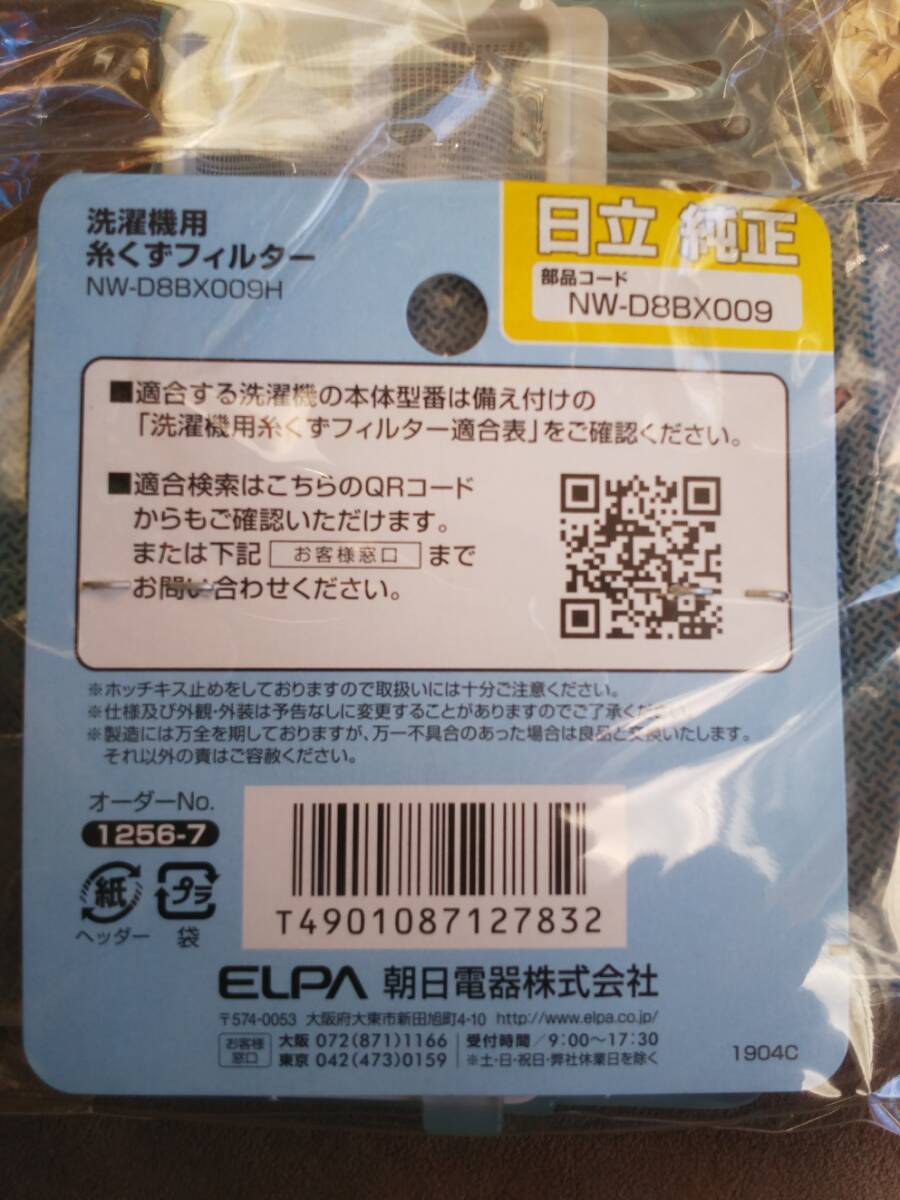 洗濯機用
糸くずフィルター
NW-D8BX009H
日立 純正
部品コード
NW-D8BX009
■適合する洗濯機の本体型番は備え付けの
「洗濯機用糸くずフィルター適合表」をご確認ください。
■適合検索はこちらのQRコード
からもご確認いただけます。
または下記 お客様窓口 まで
お問い合わせください。
※ホッチキス止めをしておりますので取扱いには十分ご注意ください。
※仕様及び外観・外装は予告なしに変更することがありますのでご了承ください。
※製造には万全を期しておりますが、万一不具合のあった場合は良品と交換いたします。
それ以外の責はご容赦ください。
オーダーNo.
1256-7
紙 プラ
ヘッダー 袋
T4901087127832
ELPA 朝日電器株式会社
〒574-0053 大阪府大東市新田旭町4-10 http://www.elpa.co.jp/
お客様窓口 大阪 072(871)1166 受付時間/9:00～17:30
東京 042(473)0159 ※土・日・祝日・弊社休業日を除く
1904C